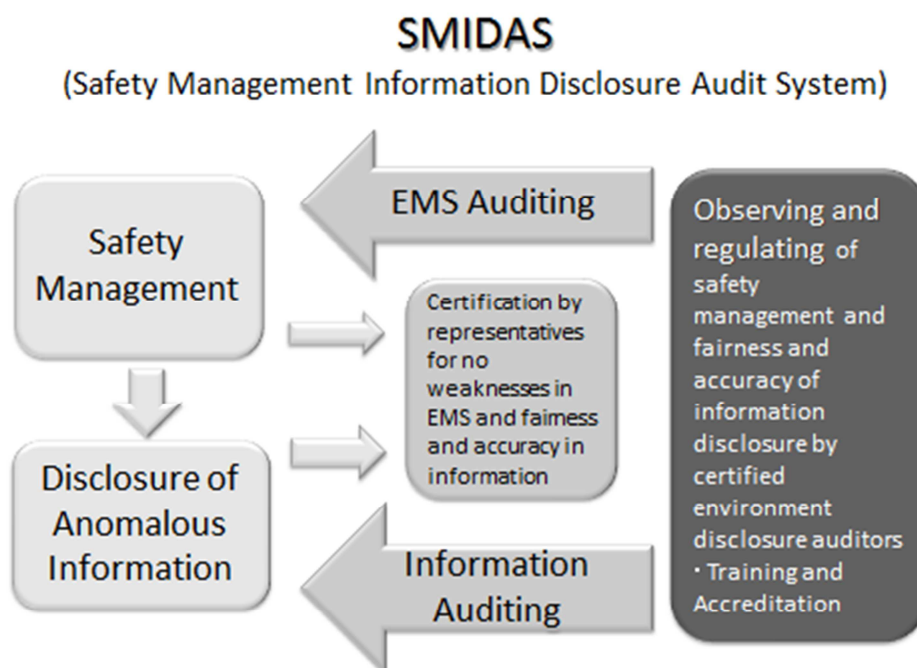 SMIDAS
(Safety Management Information Disclosure Audit System)
Safety
Management
EMS Auditing
Certification by
representatives
for no
weaknesses in
EMS and fairness
and accuracy in
information
Disclosure of
Anomalous
Information
Information
Auditing
Observing and
regulating of
safety
management and
fairness and
accuracy of
information
disclosure by
certified
environment
disclosure auditors
・Training and
Accreditation